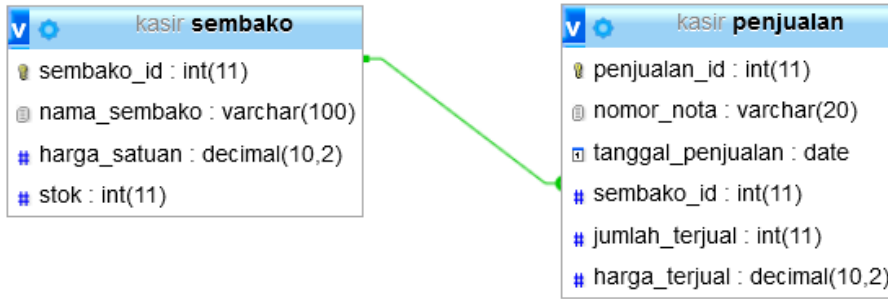 v kasir sembako
sembako_id : int(11)
nama_sembako : varchar(100)
# harga_satuan : decimal(10,2)
# stok : int(11)
v kasir penjualan
penjualan_id : int(11)
nomor_nota : varchar(20)
tanggal_penjualan : date
# sembako_id : int(11)
# jumlah_terjual : int(11)
# harga_terjual : decimal(10,2)